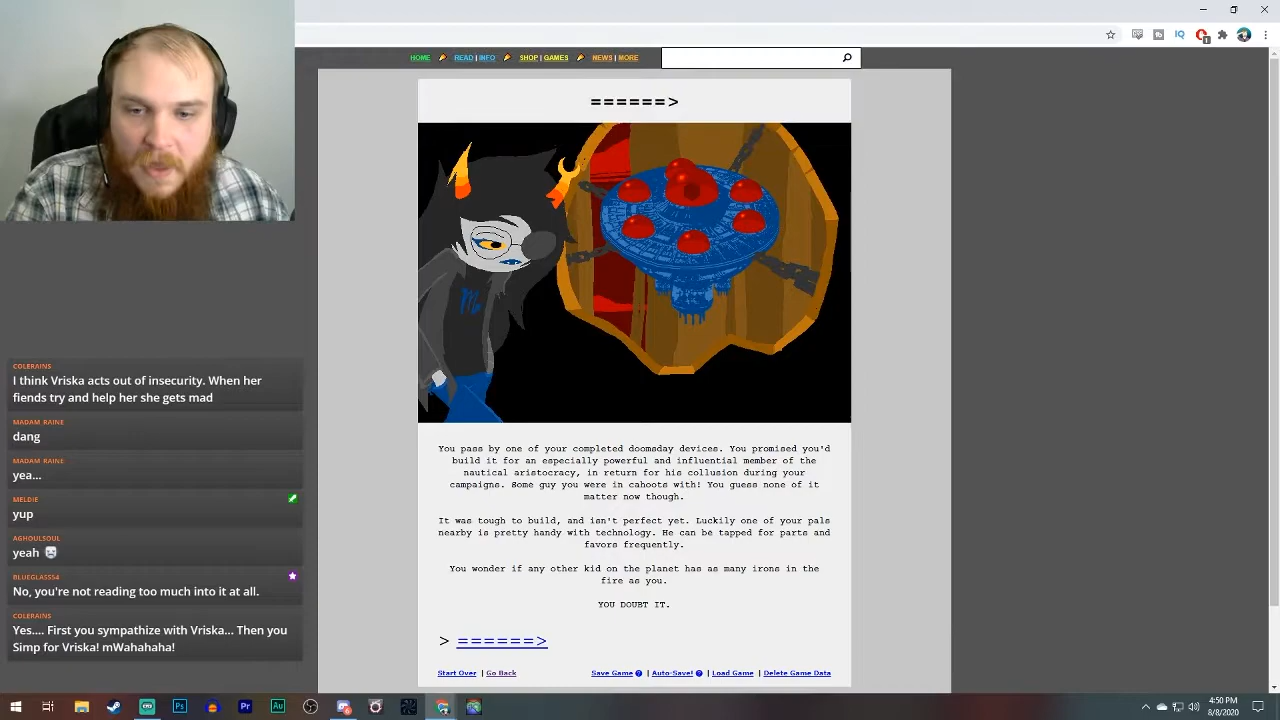 HOME READ | INFO SHOP | GAMES NEWS | MORE
======>
You pass by one of your completed doomsday devices. You promised you'd
build it for an especially powerful and influential member of the
nautical aristocracy, in return for his collusion during your
campaigns. Some guy you were in cahoots with! You guess none of it
matter now though.
It was tough to build, and isn't perfect yet. Luckily one of your pals
nearby is pretty handy with technology. He can be tapped for parts and
favors frequently.
You wonder if any other kid on the planet has as many irons in the
fire as you.
YOU DOUBT IT.
> ======>
Start Over | Go Back Save Game ? | Auto-Save! ? | Load Game | Delete Game Data
COLERAINS
I think Vriska acts out of insecurity. When her
fiends try and help her she gets mad
MADAM RAINE
dang
MADAM RAINE
yea...
MELDIE
yup
AGHOULSOUL
yeah
BLUEGLASS54
No, you're not reading too much into it at all.
COLERAINS
Yes.... First you sympathize with Vriska... Then you
Simp for Vriska! mWahahaha!
IQ
1
Ps Pr Au
4:50 PM
8/8/2020